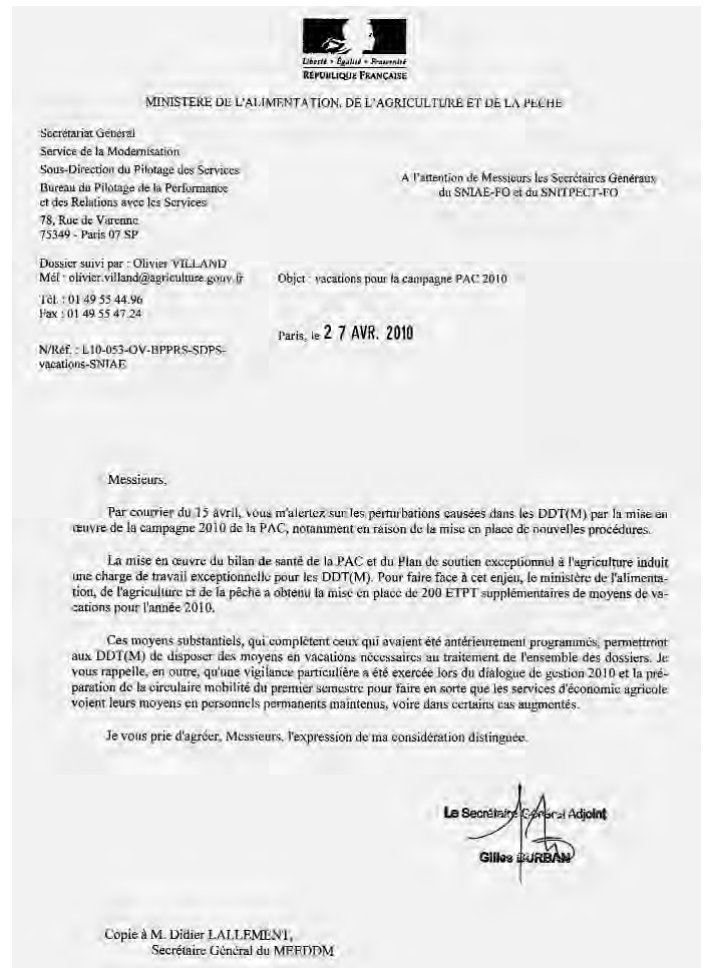 Liberté • Égalité • Fraternité
RÉPUBLIQUE FRANÇAISE
MINISTERE DE L'ALIMENTATION, DE L'AGRICULTURE ET DE LA PECHE
Secrétariat Général
Service de la Modernisation
Sous-Direction du Pilotage des Services
Bureau du Pilotage de la Performance
et des Relations avec les Services
78, Rue de Varenne
75349 - Paris 07 SP
A l'attention de Messieurs les Secrétaires Généraux
du SNIAE-FO et du SNITPECT-FO
Dossier suivi par : Olivier VILLAND
Mél : olivier.villand@agriculture.gouv.fr
Tél. : 01 49 55 44.96
Fax : 01 49 55 47 24
Objet : vacations pour la campagne PAC 2010
Paris, le 27 AVR. 2010
N/Réf. : L10-053-OV-BPPRS-SDPS-
vacations-SNIAE
Messieurs,
Par courrier du 15 avril, vous m'alertez sur les perturbations causées dans les DDT(M) par la mise en
œuvre de la campagne 2010 de la PAC, notamment en raison de la mise en place de nouvelles procédures.
La mise en œuvre du bilan de santé de la PAC et du Plan de soutien exceptionnel à l'agriculture induit
une charge de travail exceptionnelle pour les DDT(M). Pour faire face à cet enjeu, le ministère de l'alimenta-
tion, de l'agriculture et de la pêche a obtenu la mise en place de 200 ETPT supplémentaires de moyens de va-
cations pour l'année 2010.
Ces moyens substantiels, qui complètent ceux qui avaient été antérieurement programmés, permettront
aux DDT(M) de disposer des moyens en vacations nécessaires au traitement de l'ensemble des dossiers. Je
vous rappelle, en outre, qu'une vigilance particulière a été exercée lors du dialogue de gestion 2010 et la pré-
paration de la circulaire mobilité du premier semestre pour faire en sorte que les services d'économie agricole
voient leurs moyens en personnels permanents maintenus, voire dans certains cas augmentés.
Je vous prie d'agréer, Messieurs, l'expression de ma considération distinguée.
Le Secrétaire Général Adjoint
Gilles BURBAN
Copie à M. Didier LALLEMENT,
Secrétaire Général du MEEDDM